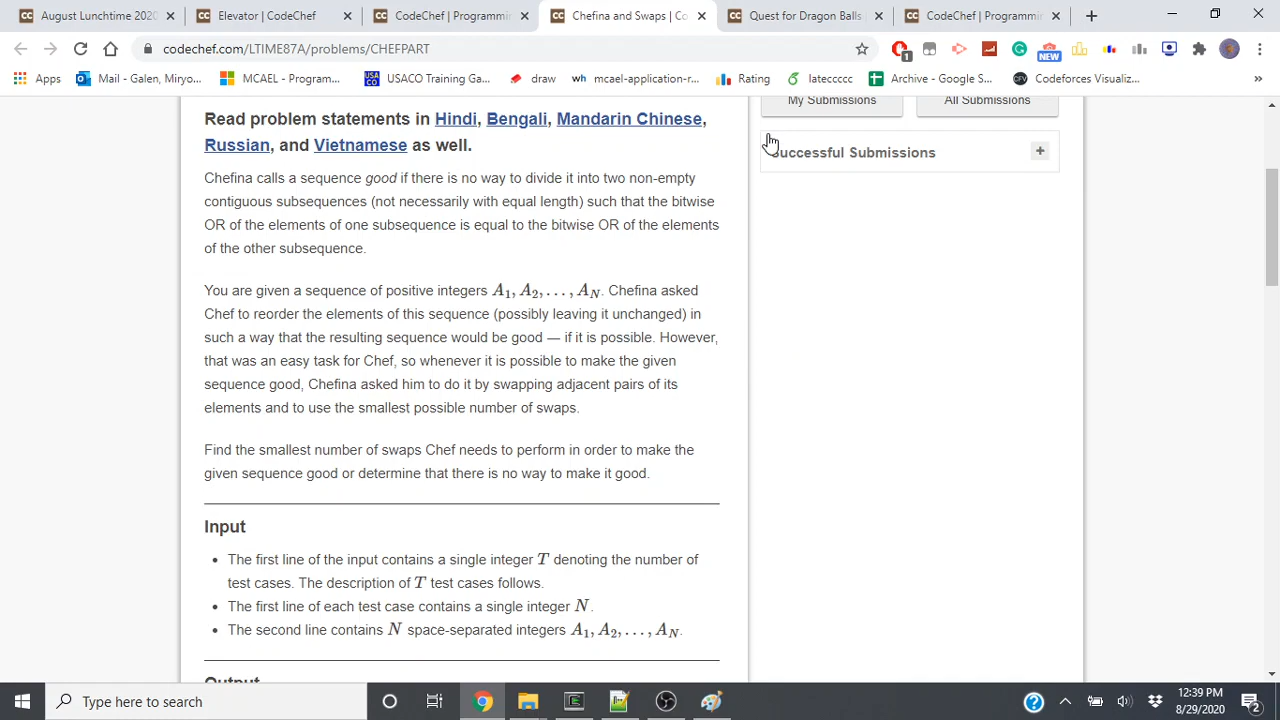 August Lunchtime 2020
Elevator | CodeChef
CodeChef | Programmin
Chefina and Swaps | Co
Quest for Dragon Balls
CodeChef | Programmin
codechef.com/LTIME87A/problems/CHEFPART
1
NEW
Apps
Mail - Galen, Miryo...
MCAEL - Program...
USACO Training Ga...
draw
mcael-application-r...
Rating
lateccccc
Archive - Google S...
Codeforces Visualiz...
»
My Submissions
All Submissions
Successful Submissions
Read problem statements in Hindi, Bengali, Mandarin Chinese,
Russian, and Vietnamese as well.
Chefina calls a sequence good if there is no way to divide it into two non-empty
contiguous subsequences (not necessarily with equal length) such that the bitwise
OR of the elements of one subsequence is equal to the bitwise OR of the elements
of the other subsequence.
You are given a sequence of positive integers A₁, A₂, . . . , A_N. Chefina asked
Chef to reorder the elements of this sequence (possibly leaving it unchanged) in
such a way that the resulting sequence would be good — if it is possible. However,
that was an easy task for Chef, so whenever it is possible to make the given
sequence good, Chefina asked him to do it by swapping adjacent pairs of its
elements and to use the smallest possible number of swaps.
Find the smallest number of swaps Chef needs to perform in order to make the
given sequence good or determine that there is no way to make it good.
Input
• The first line of the input contains a single integer T denoting the number of
test cases. The description of T test cases follows.
• The first line of each test case contains a single integer N.
• The second line contains N space-separated integers A₁, A₂, . . . , A_N.
Output
Type here to search
12:39 PM
8/29/2020
2